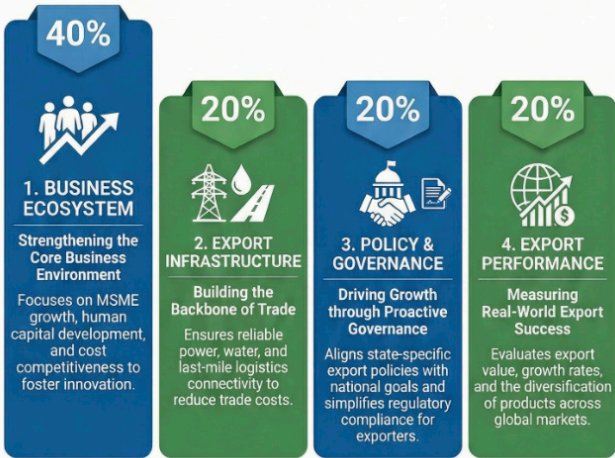 40%
1. BUSINESS
ECOSYSTEM
Strengthening the
Core Business
Environment
Focuses on MSME
growth, human
capital development,
and cost
competitiveness to
foster innovation.
20%
2. EXPORT
INFRASTRUCTURE
Building the
Backbone of Trade
Ensures reliable
power, water, and
last-mile logistics
connectivity to
reduce trade costs.
20%
3. POLICY &
GOVERNANCE
Driving Growth
through Proactive
Governance
Aligns state-specific
export policies with
national goals and
simplifies regulatory
compliance for
exporters.
20%
$
4. EXPORT
PERFORMANCE
Measuring
Real-World Export
Success
Evaluates export
value, growth rates,
and the diversification
of products across
global markets.